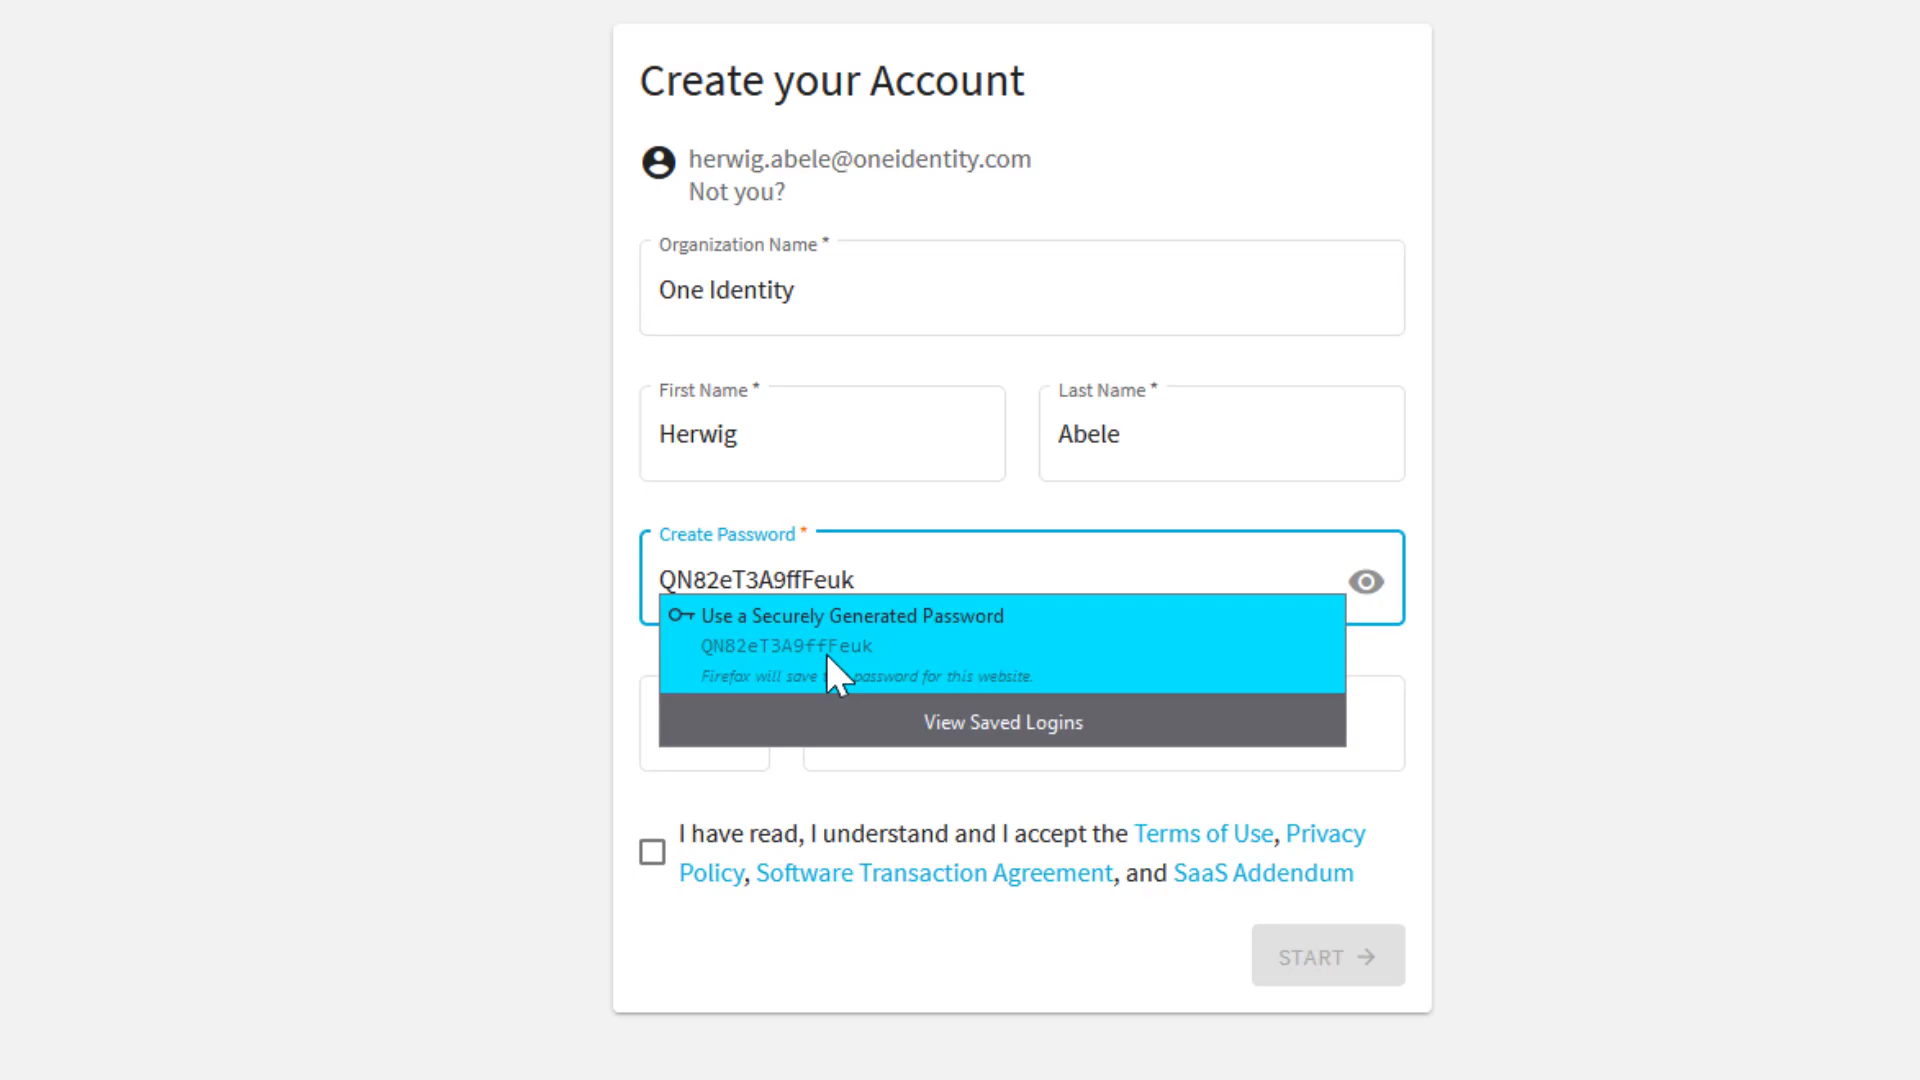 Create your Account
herwig.abele@oneidentity.com
Not you?
Organization Name *
One Identity
First Name *
Herwig
Last Name *
Abele
Create Password *
QN82eT3A9ffFeuk
Use a Securely Generated Password
QN82eT3A9ffFeuk
Firefox will save password for this website.
View Saved Logins
I have read, I understand and I accept the Terms of Use, Privacy
Policy, Software Transaction Agreement, and SaaS Addendum
START